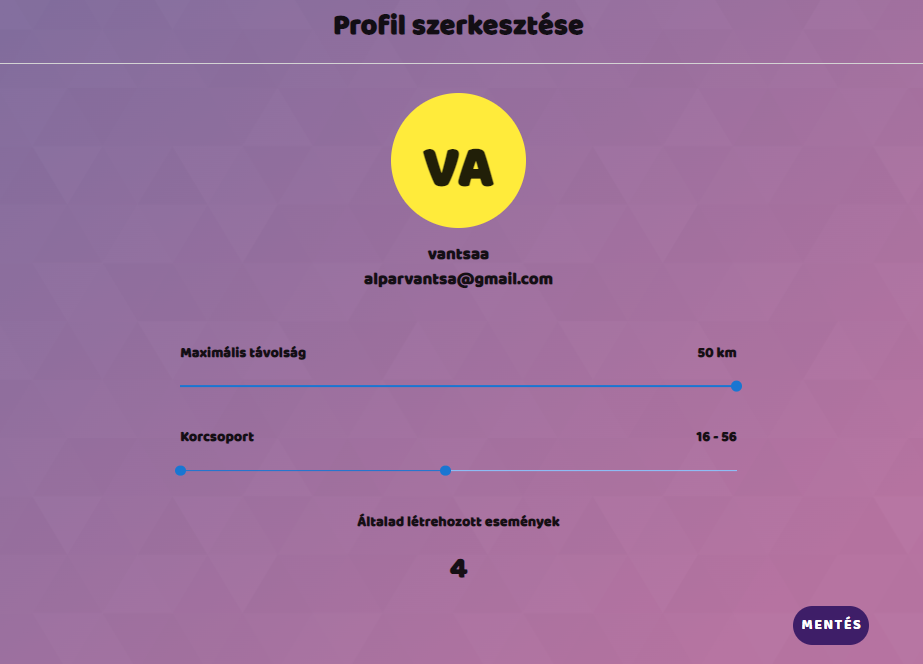 Profil szerkesztése
VA
vantsaa
alparvantsa@gmail.com
Maximális távolság 50 km
Korcsoport 16 - 56
Általad létrehozott események
4
MENTÉS